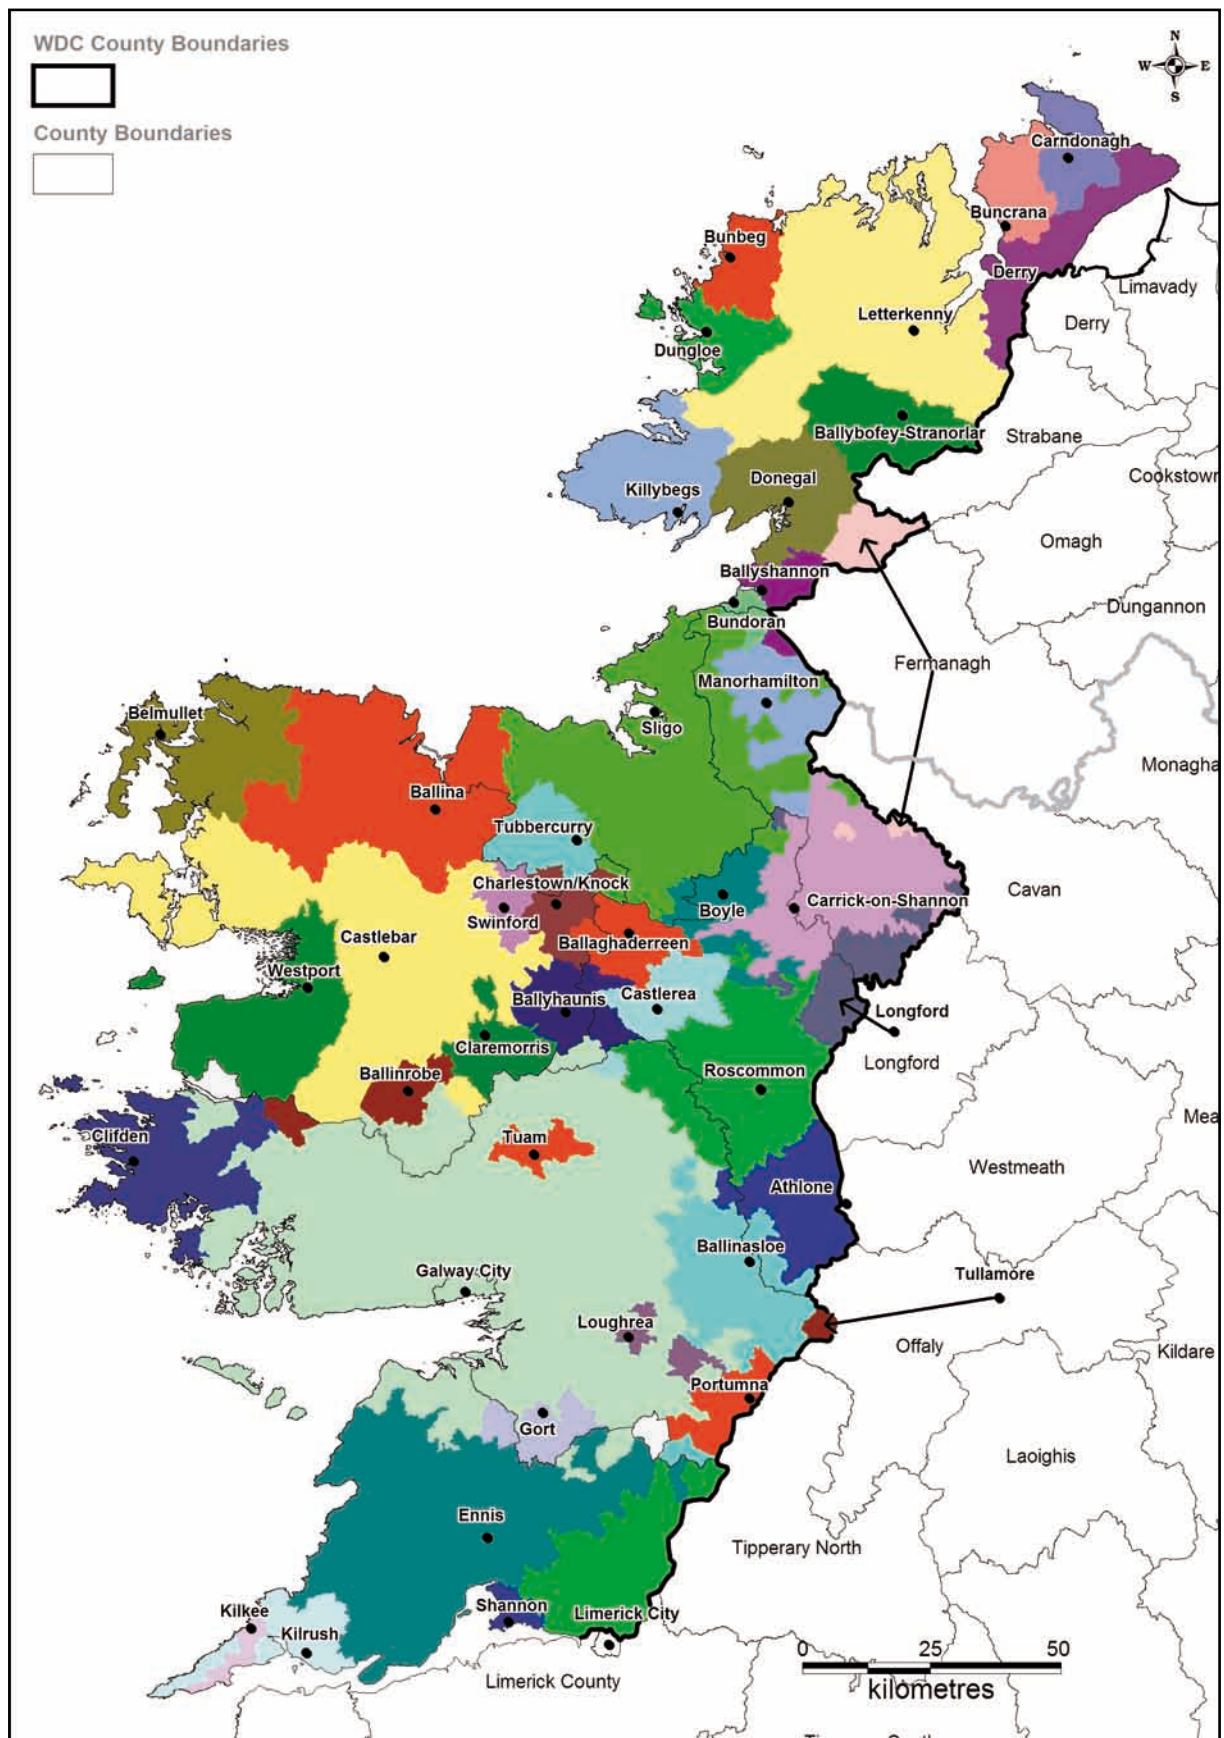 WDC County Boundaries
County Boundaries
N
W E
S
Carndonagh
Buncrana
Bunbeg
Derry
Limavady
Letterkenny
Derry
Dungloe
Ballybofey-Stranorlar
Strabane
Donegal
Cookstown
Killybegs
Omagh
Ballyshannon
Dungannon
Bundoran
Fermanagh
Manorhamilton
Belmullet
Sligo
Monagha
Ballina
Tubbercurry
Charlestown/Knock
Cavan
Carrick-on-Shannon
Boyle
Swinford
Castlebar
Ballaghaderreen
Westport
Castlerea
Ballyhaunis
Longford
Claremorris
Longford
Roscommon
Ballinrobe
Mea
Clifden
Tuam
Westmeath
Athlone
Ballinasloe
Galway City
Tullamore
Loughrea
Offaly
Kildare
Portumna
Gort
Laoighis
Ennis
Tipperary North
Shannon
Kilkee
Limerick City
Kilrush
0 25 50
Limerick County
kilometres